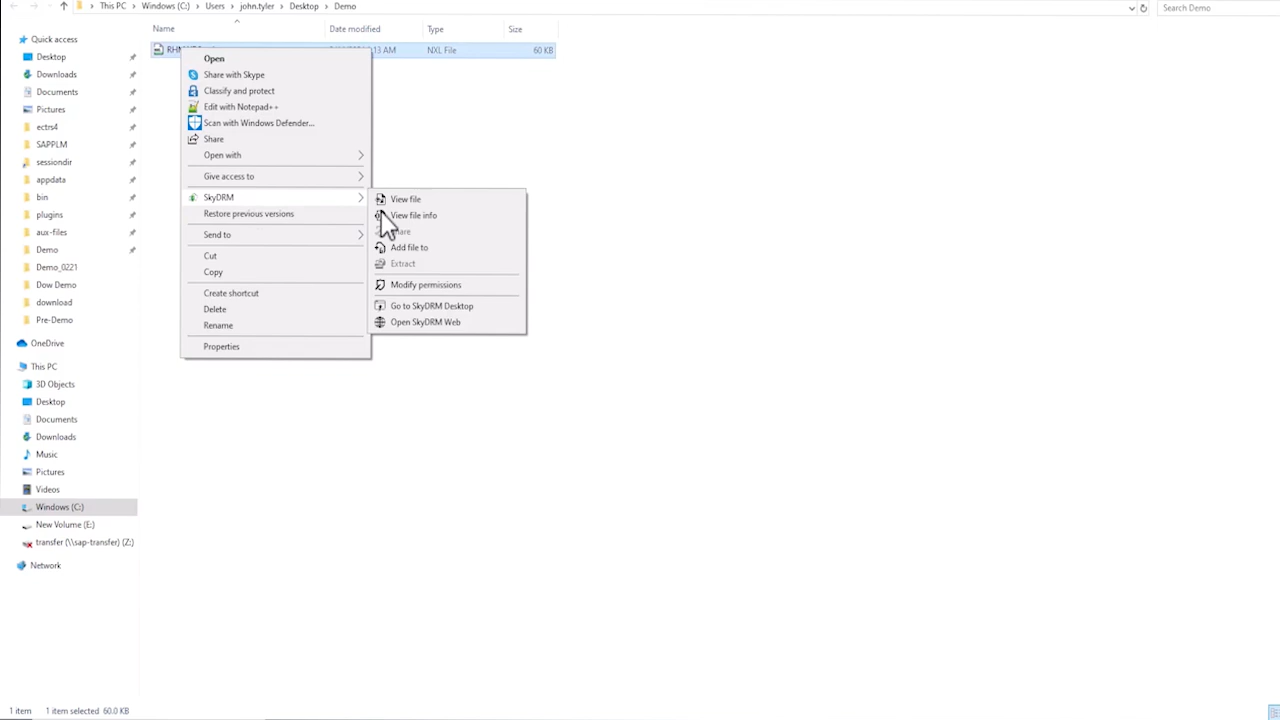 This PC > Windows (C:) > Users > john.tyler > Desktop > Demo
Search Demo
Name Date modified Type Size
13 AM NXL File 60 KB
Quick access
Desktop
Downloads
Documents
Pictures
ectrs4
SAPPLM
sessiondir
appdata
bin
plugins
aux-files
Demo
Demo_0221
Dow Demo
download
Pre-Demo
OneDrive
This PC
3D Objects
Desktop
Documents
Downloads
Music
Pictures
Videos
Windows (C:)
New Volume (E:)
transfer (\\sap-transfer) (Z:)
Network
Open
Share with Skype
Classify and protect
Edit with Notepad++
Scan with Windows Defender...
Share
Open with
Give access to
SkyDRM
Restore previous versions
Send to
Cut
Copy
Create shortcut
Delete
Rename
Properties
View file
View file info
Add file to
Extract
Modify permissions
Go to SkyDRM Desktop
Open SkyDRM Web
1 item 1 item selected 60.0 KB